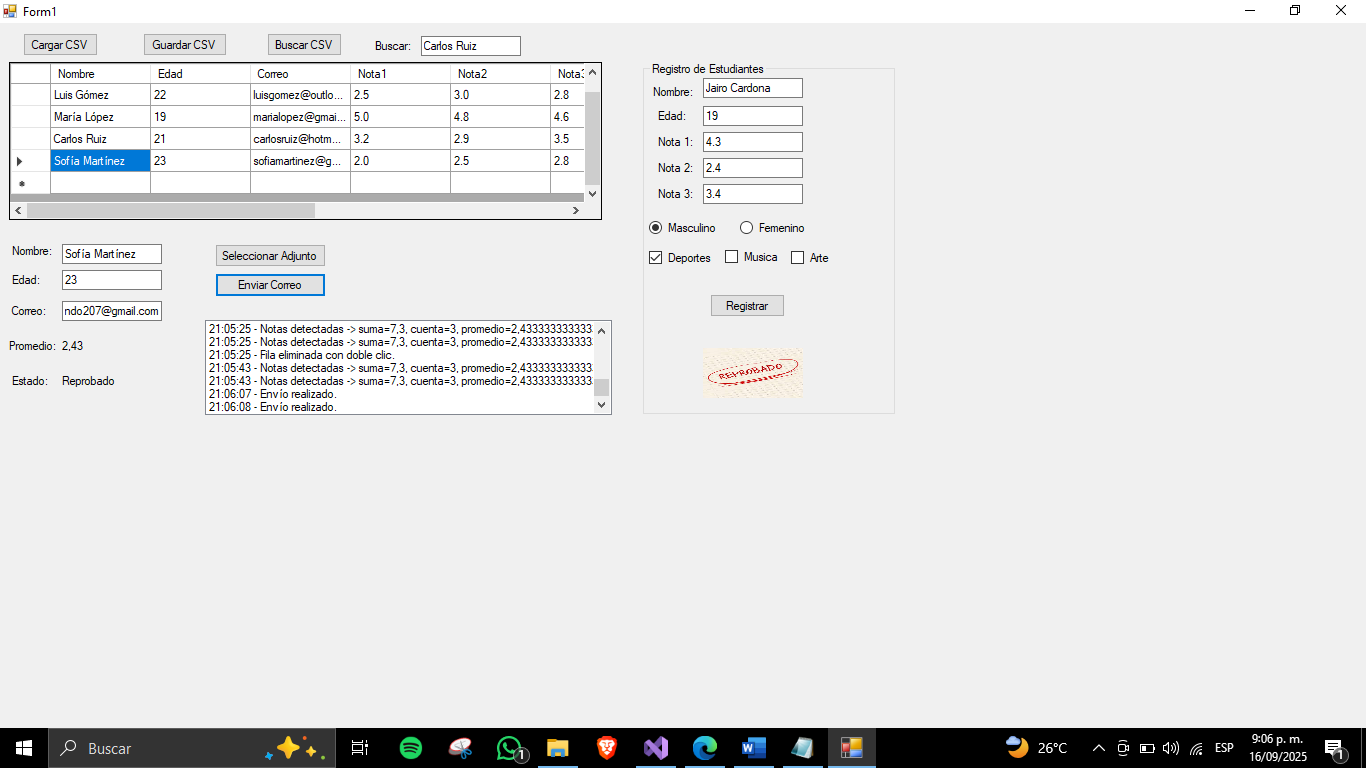 Form1
Cargar CSV Guardar CSV Buscar CSV Buscar: Carlos Ruiz
Nombre Edad Correo Nota1 Nota2 Nota3
Luis Gómez 22 luisgomez@outlo... 2.5 3.0 2.8
María López 19 marialopez@gmai... 5.0 4.8 4.6
Carlos Ruiz 21 carlosruiz@hotm... 3.2 2.9 3.5
Sofía Martínez 23 sofiamartinez@g... 2.0 2.5 2.8
Nombre: Sofía Martínez
Edad: 23
Correo: ndo207@gmail.com
Promedio: 2,43
Estado: Reprobado
Seleccionar Adjunto
Enviar Correo
21:05:25 - Notas detectadas -> suma=7,3, cuenta=3, promedio=2,433333333333
21:05:25 - Notas detectadas -> suma=7,3, cuenta=3, promedio=2,433333333333
21:05:25 - Fila eliminada con doble clic.
21:05:43 - Notas detectadas -> suma=7,3, cuenta=3, promedio=2,433333333333
21:05:43 - Notas detectadas -> suma=7,3, cuenta=3, promedio=2,433333333333
21:06:07 - Envío realizado.
21:06:08 - Envío realizado.
Registro de Estudiantes
Nombre: Jairo Cardona
Edad: 19
Nota 1: 4.3
Nota 2: 2.4
Nota 3: 3.4
Masculino Femenino
Deportes Musica Arte
Registrar
REPROBADO
Buscar 1 26°C ESP 9:06 p. m. 1
16/09/2025